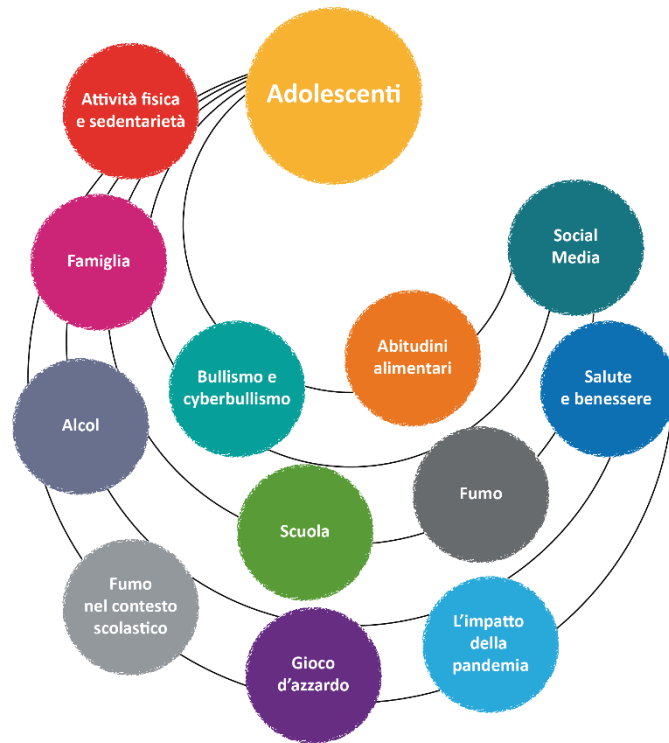 Adolescenti
Attività fisica
e sedentarietà
Famiglia
Social
Media
Abitudini
alimentari
Bullismo e
cyberbullismo
Salute
e benessere
Alcol
Fumo
Scuola
Fumo
nel contesto
scolastico
Gioco
d'azzardo
L'impatto
della
pandemia